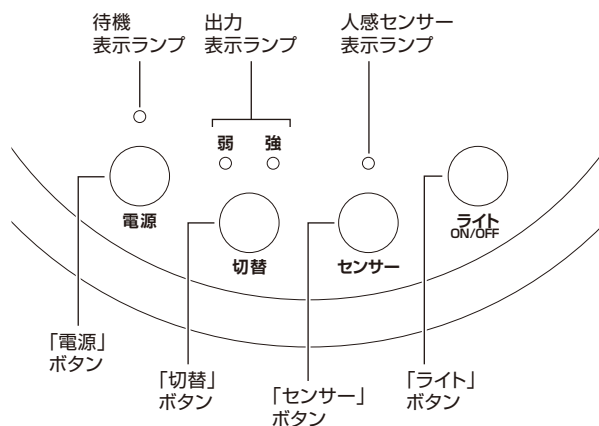 待機
表示ランプ
出力
表示ランプ
人感センサー
表示ランプ
弱
強
電源
切替
センサー
ライト
ON/OFF
「電源」
ボタン
「切替」
ボタン
「センサー」
ボタン
「ライト」
ボタン